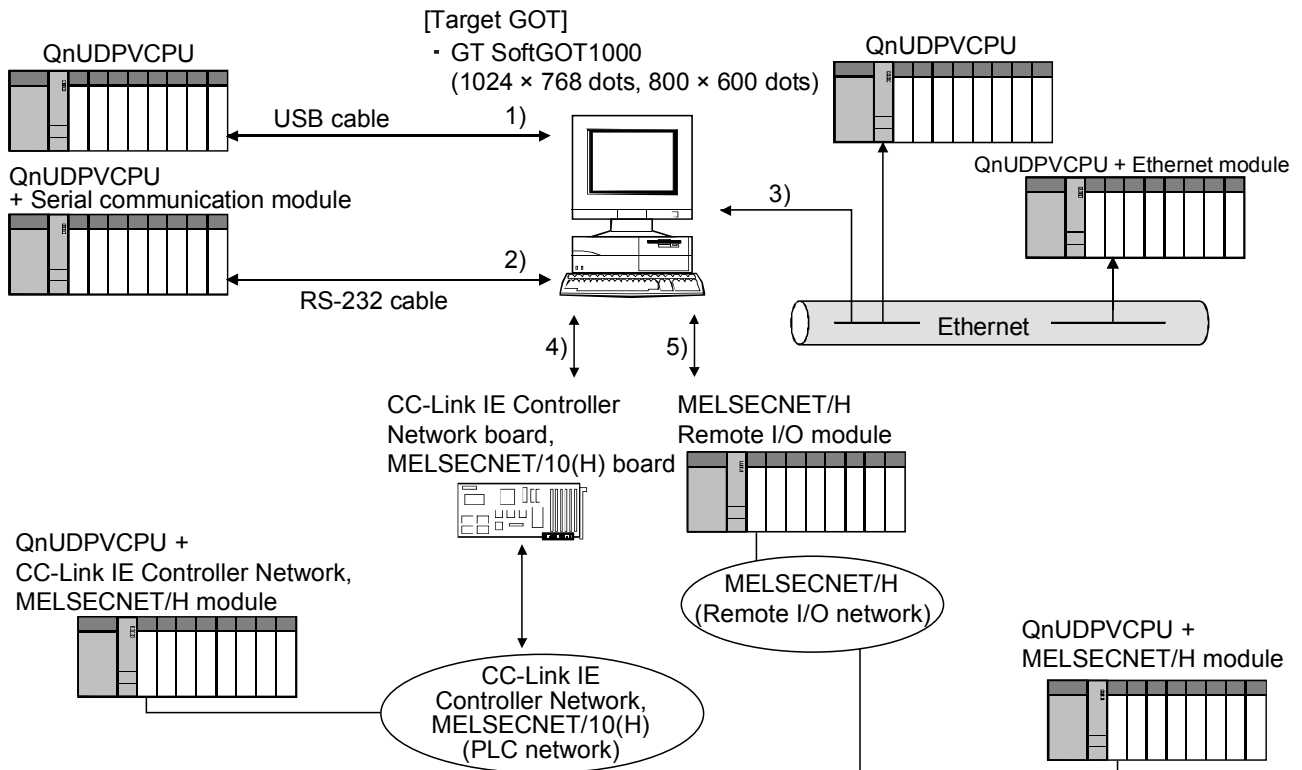 [Target GOT]
· GT SoftGOT1000
(1024 × 768 dots, 800 × 600 dots)
QnUDPVCPU
USB cable
1)
QnUDPVCPU
+ Serial communication module
2)
RS-232 cable
QnUDPVCPU
QnUDPVCPU + Ethernet module
3)
Ethernet
4)
5)
CC-Link IE Controller
Network board,
MELSECNET/10(H) board
MELSECNET/H
Remote I/O module
QnUDPVCPU +
CC-Link IE Controller Network,
MELSECNET/H module
MELSECNET/H
(Remote I/O network)
QnUDPVCPU +
MELSECNET/H module
CC-Link IE
Controller Network,
MELSECNET/10(H)
(PLC network)